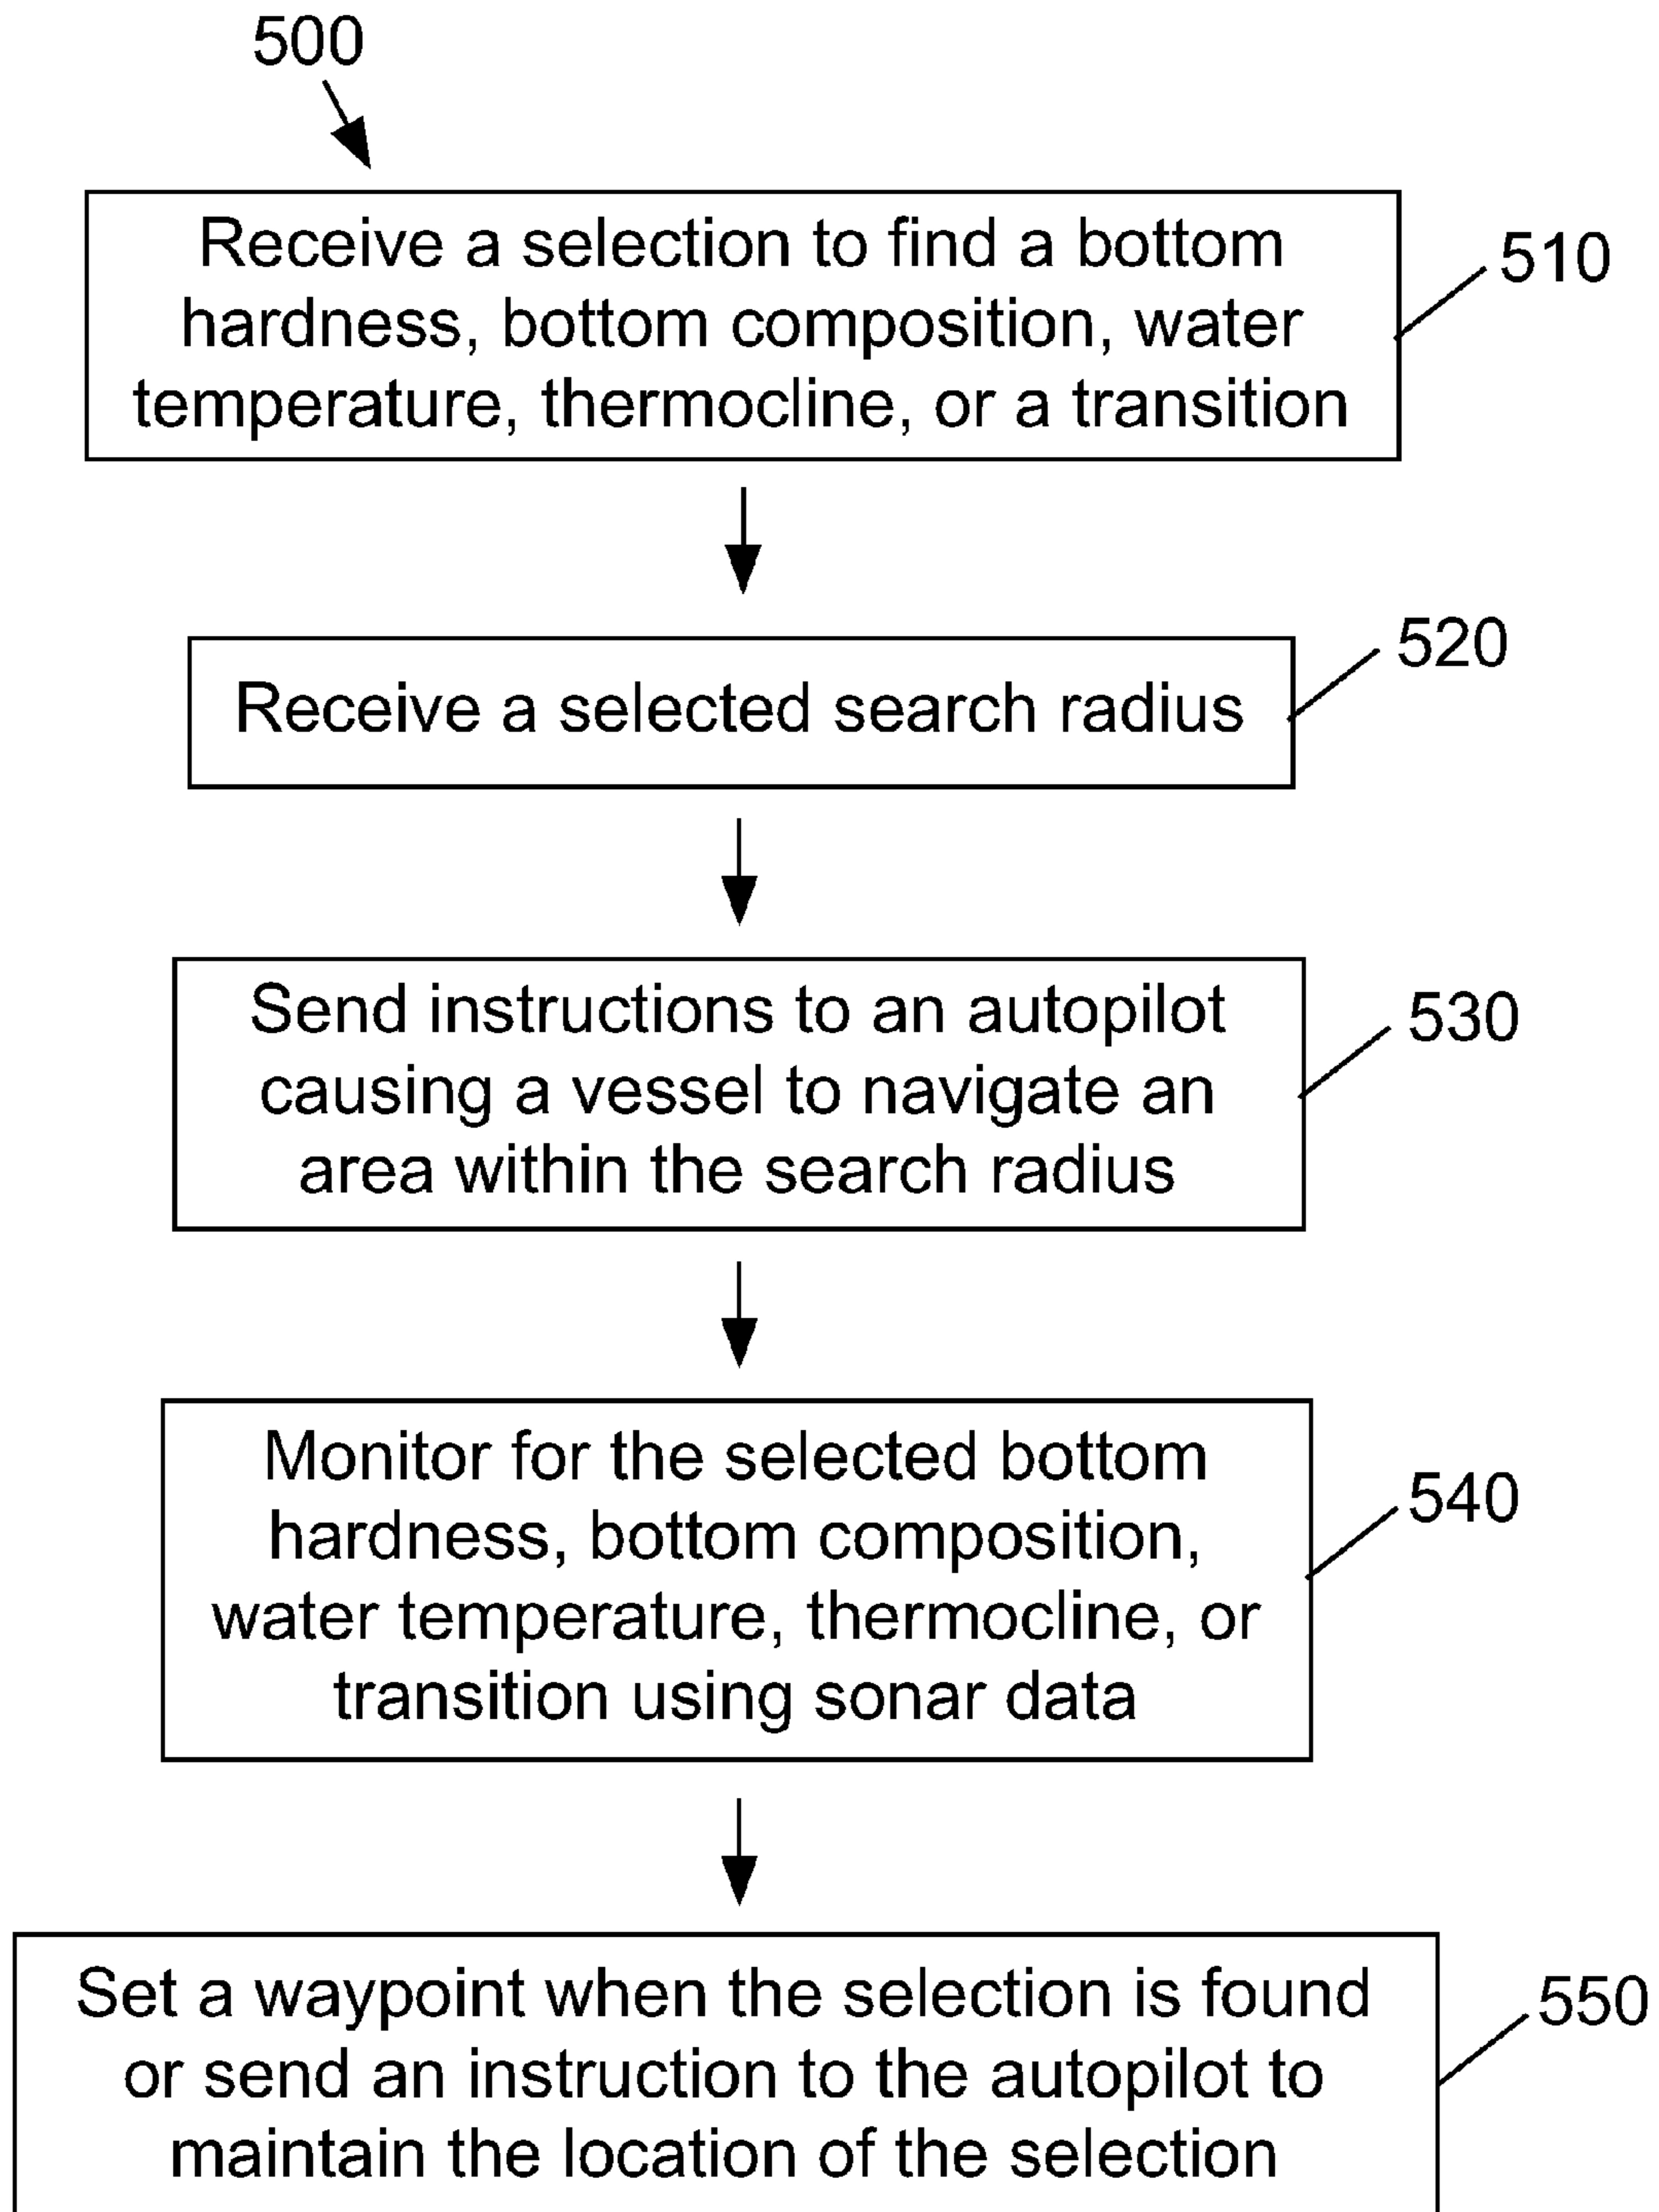 500
Receive a selection to find a bottom
hardness, bottom composition, water
temperature, thermocline, or a transition
510
Receive a selected search radius
520
Send instructions to an autopilot
causing a vessel to navigate an
area within the search radius
530
Monitor for the selected bottom
hardness, bottom composition,
water temperature, thermocline, or
transition using sonar data
540
Set a waypoint when the selection is found
or send an instruction to the autopilot to
maintain the location of the selection
550